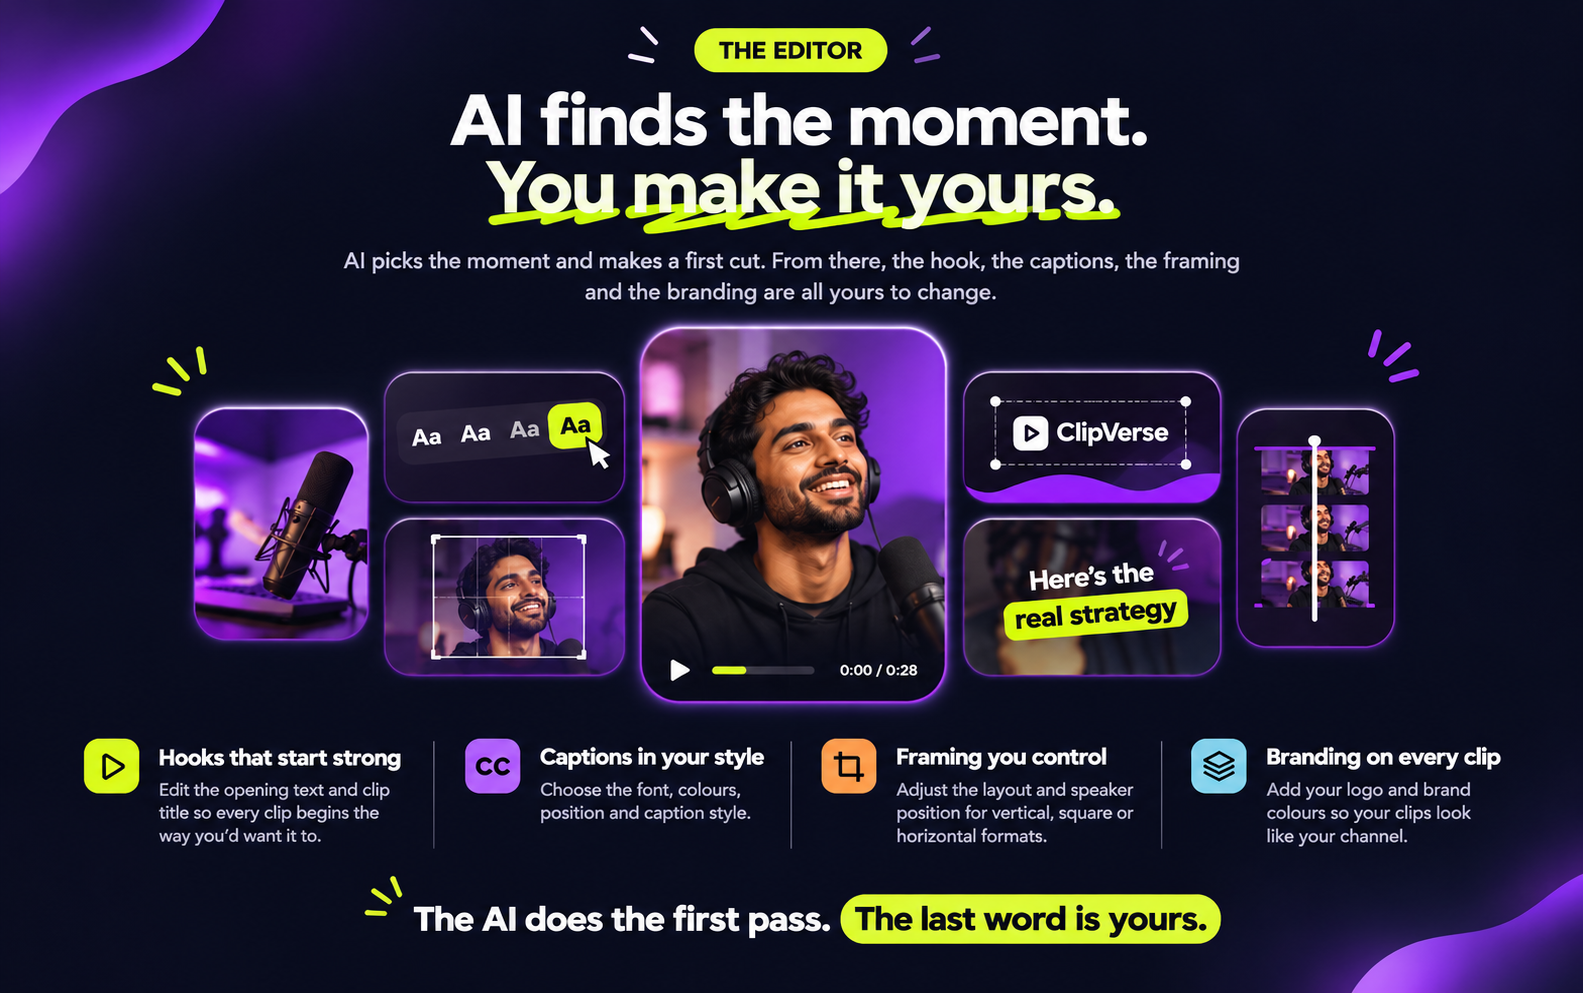 THE EDITOR
AI finds the moment.
You make it yours.
AI picks the moment and makes a first cut. From there, the hook, the captions, the framing
and the branding are all yours to change.
Aa Aa Aa Aa
ClipVerse
Here's the
real strategy
0:00 / 0:28
Hooks that start strong
Edit the opening text and clip
title so every clip begins the
way you'd want it to.
CC
Captions in your style
Choose the font, colours,
position and caption style.
Framing you control
Adjust the layout and speaker
position for vertical, square or
horizontal formats.
Branding on every clip
Add your logo and brand
colours so your clips look
like your channel.
The AI does the first pass. The last word is yours.